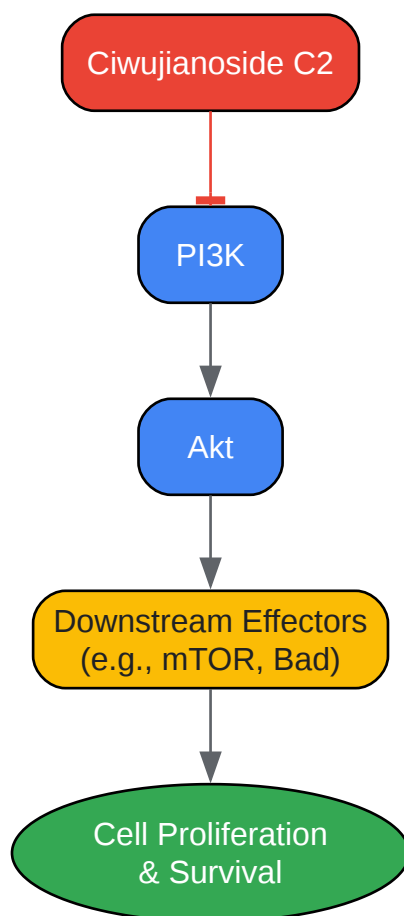 Ciwujianoside C2
PI3K
Akt
Downstream Effectors
(e.g., mTOR, Bad)
Cell Proliferation
& Survival